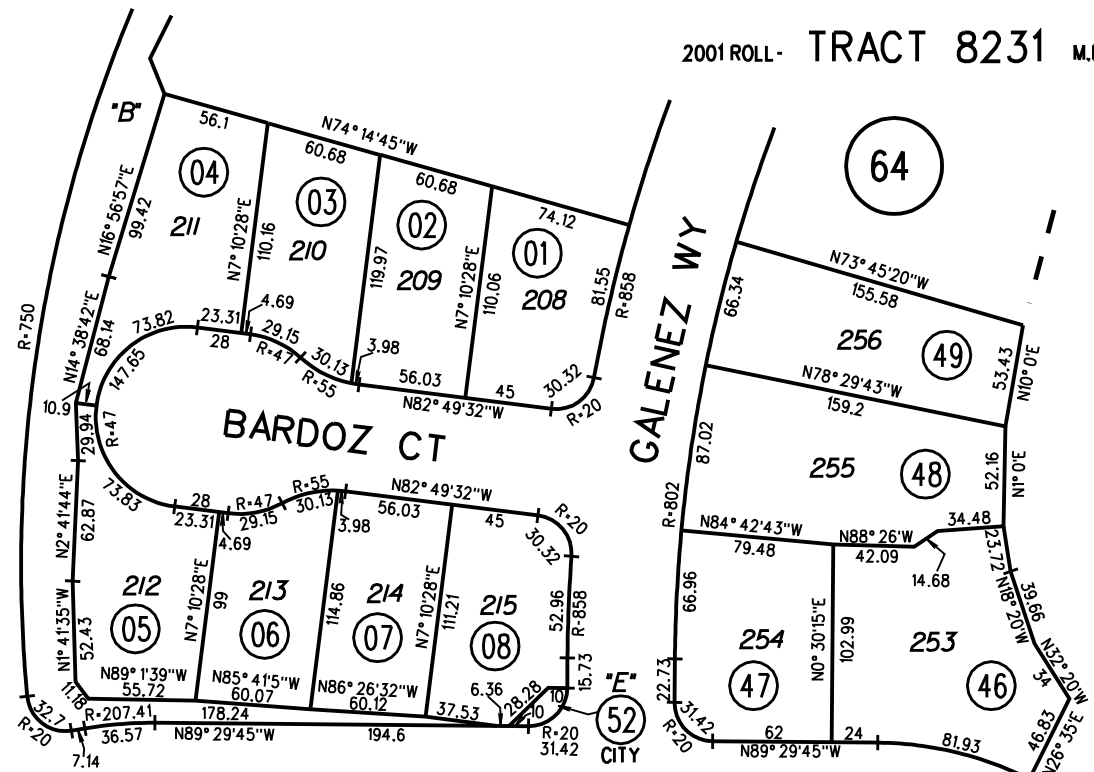 2001 ROLL - TRACT 8231
64
"B"
56.1
N74°14'45"W
60.68
60.68
74.12
04
211
03
210
02
209
01
208
N16°56'57"E
99.42
N7°10'28"E
110.16
119.97
N7°10'28"E
110.06
81.55
R=858
GALENEZ WY
N73°45'20"W
155.58
66.34
256
49
53.43
N10°0'E
N78°29'43"W
159.2
R=750
N14°38'42"E
68.14
73.82
147.65
23.31
28
4.69
29.15
R=47
30.13
R=55
3.98
56.03
N82°49'32"W
45
30.32
R=20
10.9
29.94
R=47
BARDOZ CT
87.02
255
48
52.16
N1°0'E
N2°41'44"E
62.87
73.83
28
23.31
4.69
R=47
29.15
R=55
30.13
3.98
N82°49'32"W
56.03
45
R=20
30.32
R=802
N84°42'43"W
79.48
N88°26'W
42.09
34.48
14.68
23.72
N18°20'W
39.66
N1°41'35"W
52.43
212
05
N7°10'28"E
99
213
06
114.86
214
07
N7°10'28"E
111.21
215
08
52.96
R-858
15.73
66.96
254
47
N0°30'15"E
102.99
253
46
N32°20'W
34
22.73
N89°1'39"W
55.72
N85°41'5"W
60.07
N86°26'32"W
60.12
37.53
6.36
28.28
10
10
"E"
52
CITY
11.18
32.7
R=20
7.14
R=207.41
36.57
178.24
N89°29'45"W
194.6
R=20
31.42
31.42
R=20
62
N89°29'45"W
24
81.93
46.83
N26°35'E